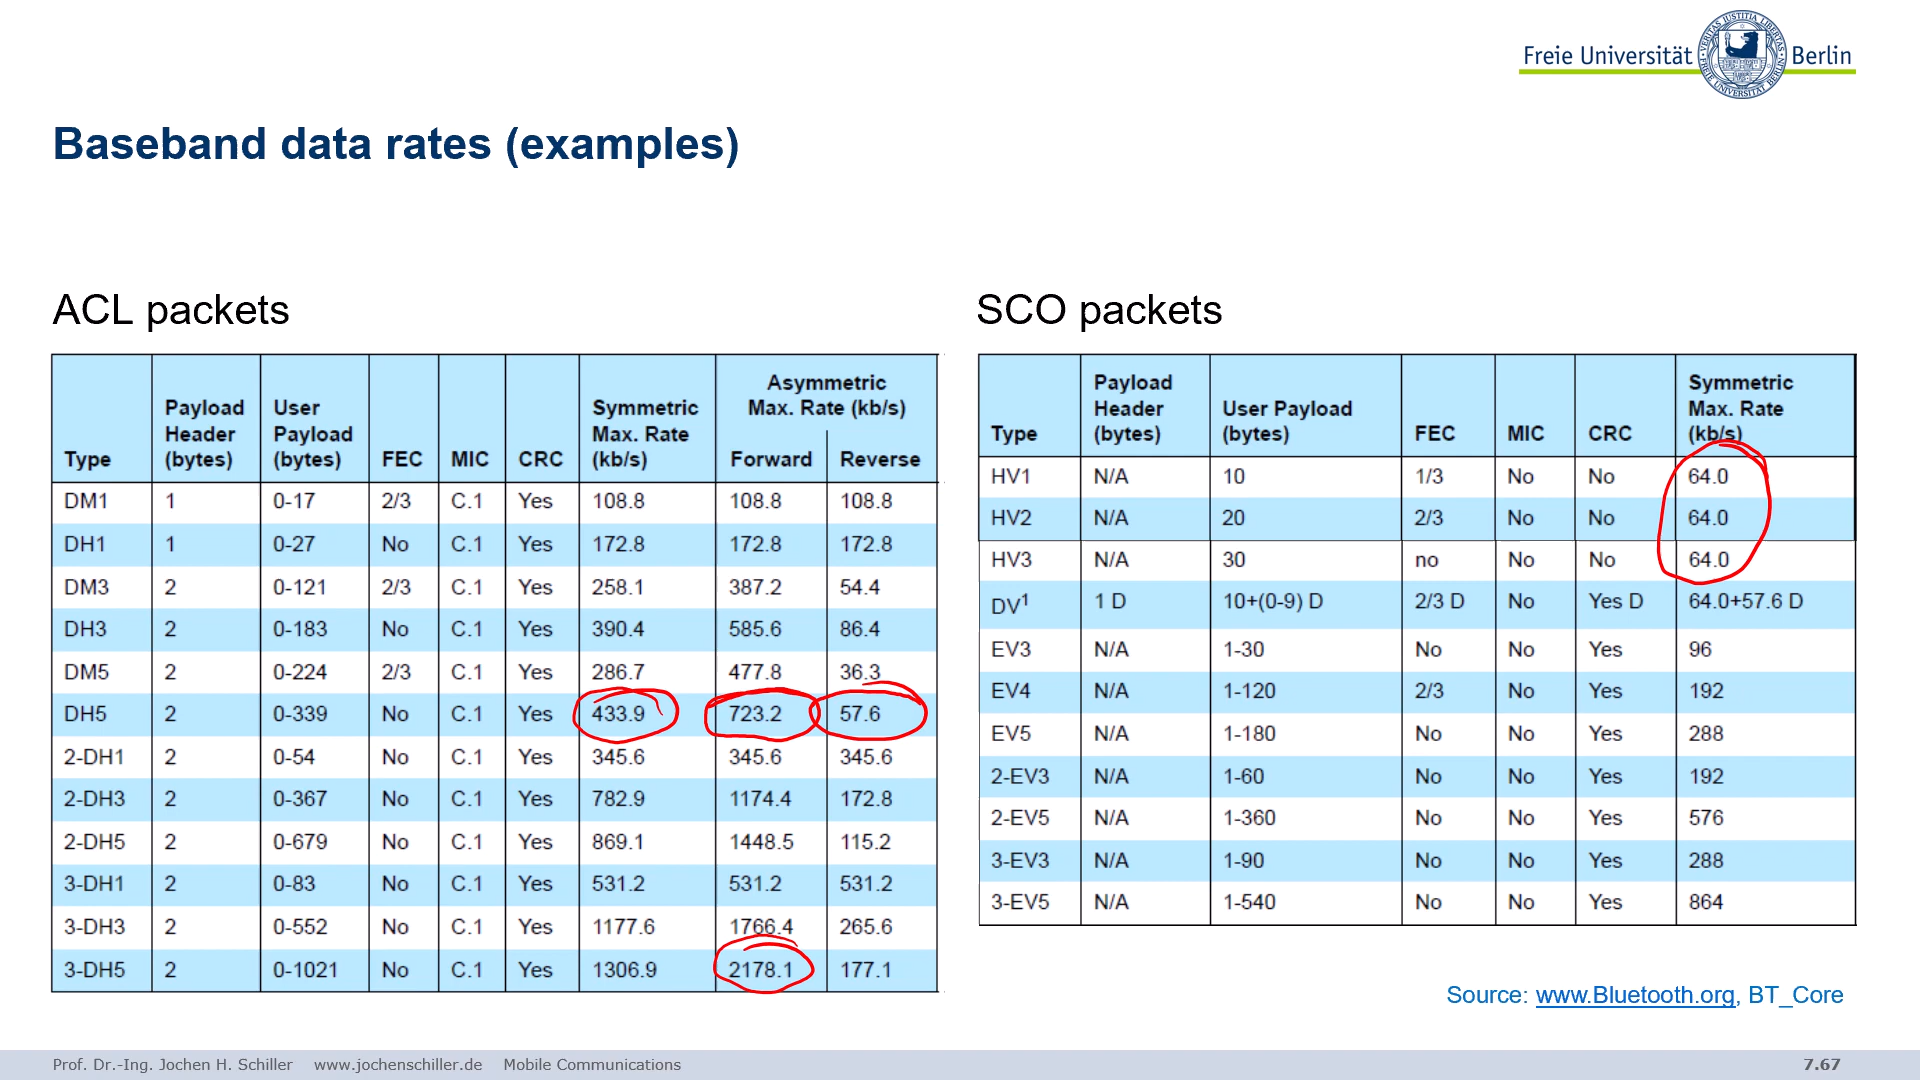 Freie Universität Berlin
Baseband data rates (examples)
ACL packets
Type Payload Header (bytes) User Payload (bytes) FEC MIC CRC Symmetric Max. Rate (kb/s) Asymmetric Max. Rate (kb/s) Forward Reverse
DM1 1 0-17 2/3 C.1 Yes 108.8 108.8 108.8
DH1 1 0-27 No C.1 Yes 172.8 172.8 172.8
DM3 2 0-121 2/3 C.1 Yes 258.1 387.2 54.4
DH3 2 0-183 No C.1 Yes 390.4 585.6 86.4
DM5 2 0-224 2/3 C.1 Yes 286.7 477.8 36.3
DH5 2 0-339 No C.1 Yes 433.9 723.2 57.6
2-DH1 2 0-54 No C.1 Yes 345.6 345.6 345.6
2-DH3 2 0-367 No C.1 Yes 782.9 1174.4 172.8
2-DH5 2 0-679 No C.1 Yes 869.1 1448.5 115.2
3-DH1 2 0-83 No C.1 Yes 531.2 531.2 531.2
3-DH3 2 0-552 No C.1 Yes 1177.6 1766.4 265.6
3-DH5 2 0-1021 No C.1 Yes 1306.9 2178.1 177.1
SCO packets
Type Payload Header (bytes) User Payload (bytes) FEC MIC CRC Symmetric Max. Rate (kb/s)
HV1 N/A 10 1/3 No No 64.0
HV2 N/A 20 2/3 No No 64.0
HV3 N/A 30 no No No 64.0
DV¹ 1 D 10+(0-9) D 2/3 D No Yes D 64.0+57.6 D
EV3 N/A 1-30 No No Yes 96
EV4 N/A 1-120 2/3 No Yes 192
EV5 N/A 1-180 No No Yes 288
2-EV3 N/A 1-60 No No Yes 192
2-EV5 N/A 1-360 No No Yes 576
3-EV3 N/A 1-90 No No Yes 288
3-EV5 N/A 1-540 No No Yes 864
Source: www.Bluetooth.org, BT_Core
Prof. Dr.-Ing. Jochen H. Schiller www.jochenschiller.de Mobile Communications 7.67